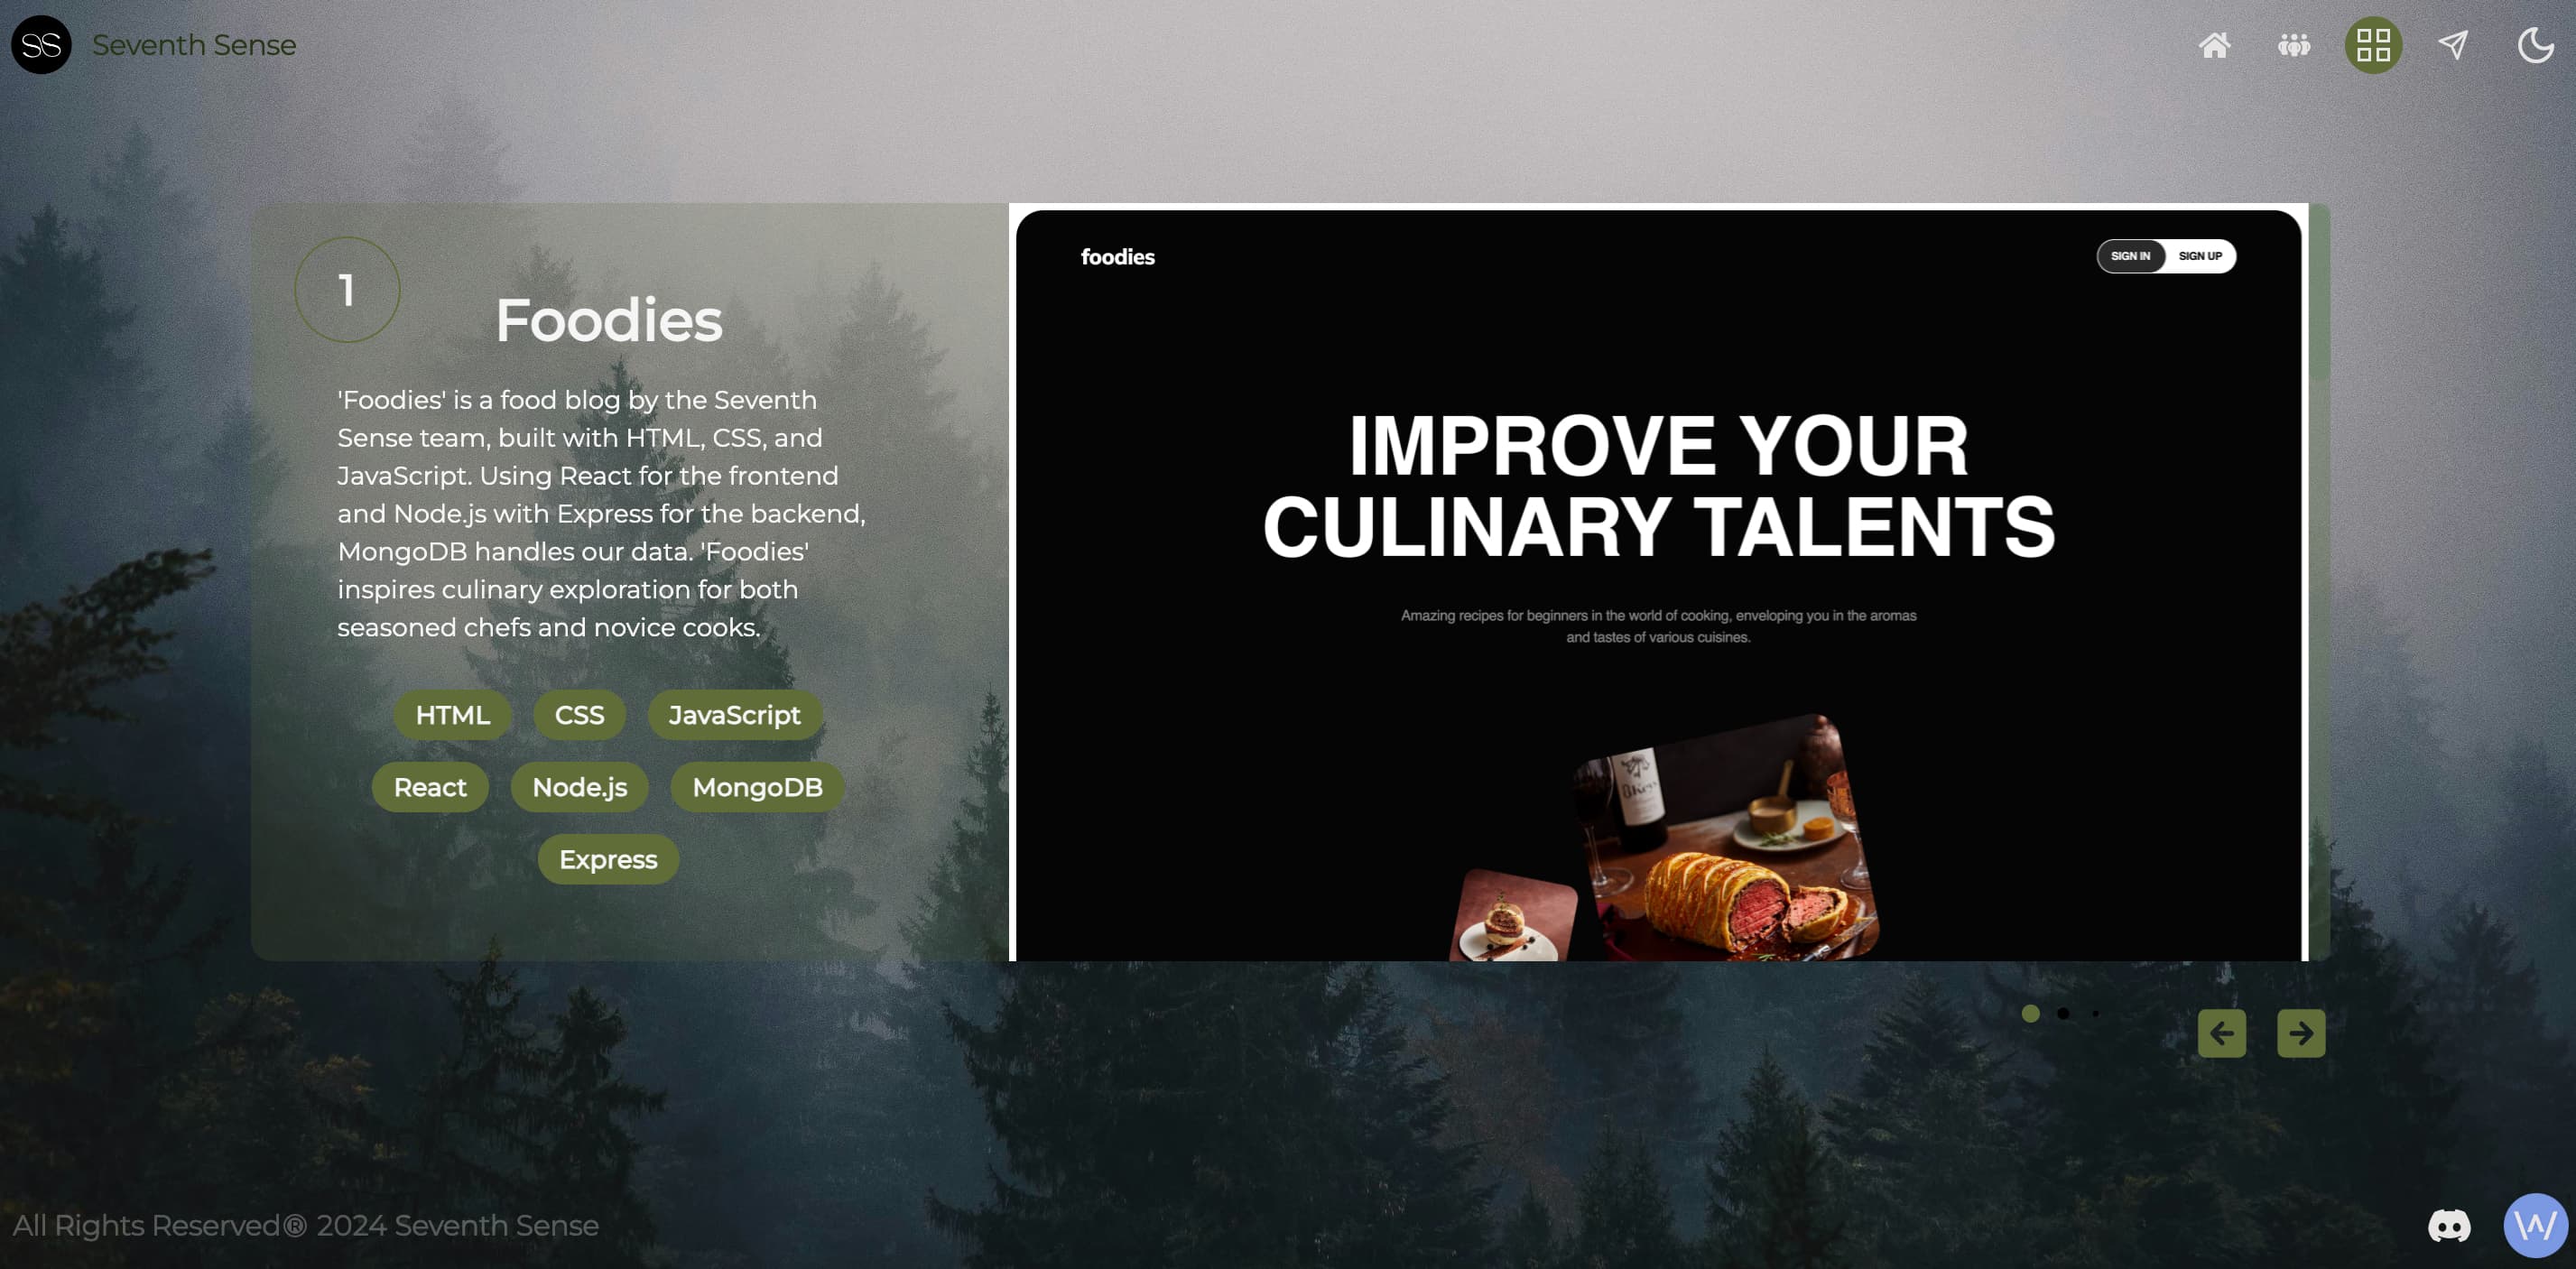 SS Seventh Sense
1
Foodies
'Foodies' is a food blog by the Seventh
Sense team, built with HTML, CSS, and
JavaScript. Using React for the frontend
and Node.js with Express for the backend,
MongoDB handles our data. 'Foodies'
inspires culinary exploration for both
seasoned chefs and novice cooks.
HTML CSS JavaScript
React Node.js MongoDB
Express
foodies SIGN IN SIGN UP
IMPROVE YOUR
CULINARY TALENTS
Amazing recipes for beginners in the world of cooking, enveloping you in the aromas
and tastes of various cuisines.
All Rights Reserved® 2024 Seventh Sense
W